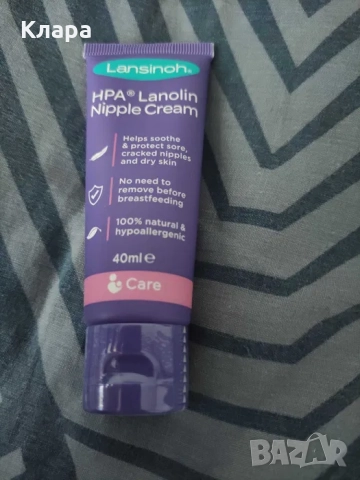 Клара
Lansinoh®
HPA® Lanolin
Nipple Cream
Helps soothe
& protect sore,
cracked nipples
and dry skin
No need to
remove before
breastfeeding
100% natural &
hypoallergenic
40ml℮
Care
BAZAR